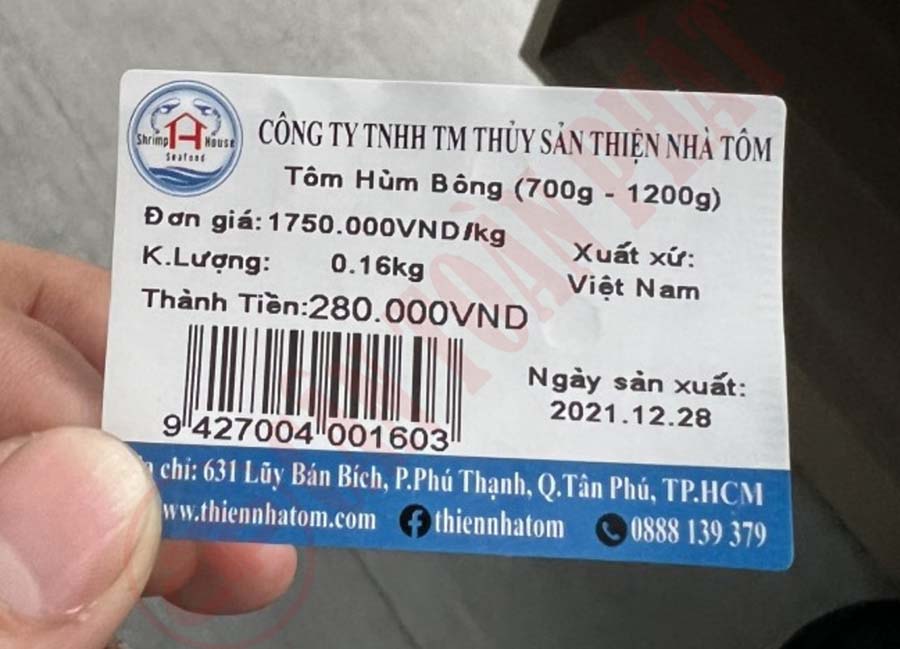 Shrimp House
Seafood
CÔNG TY TNHH TM THỦY SẢN THIỆN NHÀ TÔM
Tôm Hùm Bông (700g - 1200g)
Đơn giá:1750.000VND/kg
K.Lượng: 0.16kg
Thành Tiền:280.000VND
Xuất xứ:
Việt Nam
9 427004 001603
Ngày sản xuất:
2021.12.28
chỉ: 631 Lũy Bán Bích, P.Phú Thạnh, Q.Tân Phú, TP.HCM
www.thiennhatom.com thiennhatom 0888 139 379
TOÀN PHÁT